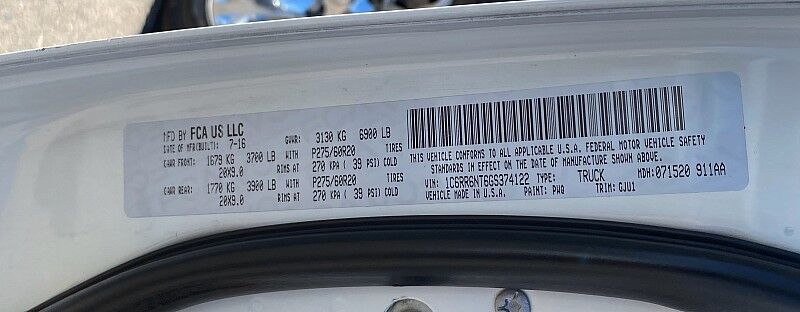 MFD BY FCA US LLC
DATE OF MFR(BUILT): 7-16 GVWR: 3130 KG 6900 LB
GAWR FRONT: 1679 KG 3700 LB WITH P275/60R20 TIRES
20X9.0 RIMS AT 270 KPA ( 39 PSI) COLD
GAWR REAR: 1770 KG 3900 LB WITH P275/60R20 TIRES
20X9.0 RIMS AT 270 KPA ( 39 PSI) COLD
THIS VEHICLE CONFORMS TO ALL APPLICABLE U.S.A. FEDERAL MOTOR VEHICLE SAFETY
STANDARDS IN EFFECT ON THE DATE OF MANUFACTURE SHOWN ABOVE.
VIN: 1C6RR6NT6GS374122 TYPE: TRUCK MDH: 071520 911AA
VEHICLE MADE IN U.S.A. PAINT: PW0 TRIM: GJU1